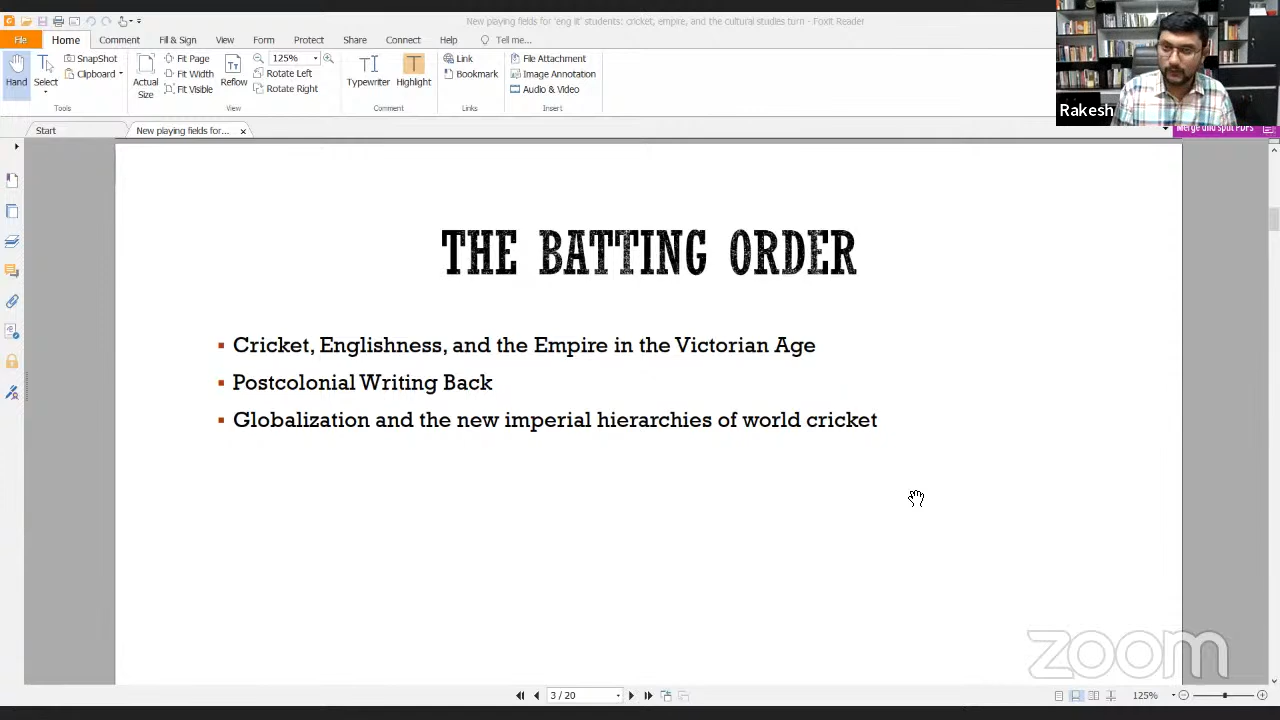 New playing fields for 'eng lit' students: cricket, empire, and the cultural studies turn - Foxit Reader
File Home Comment Fill & Sign View Form Protect Share Connect Help Tell me...
Hand
Select
SnapShot
Clipboard
Tools
Actual Size
Fit Page
Fit Width
Fit Visible
Reflow
125%
Rotate Left
Rotate Right
View
Typewriter
Highlight
Comment
Link
Bookmark
Links
File Attachment
Image Annotation
Audio & Video
Insert
Rakesh
Start
New playing fields for...
Merge and split PDFs
THE BATTING ORDER
Cricket, Englishness, and the Empire in the Victorian Age
Postcolonial Writing Back
Globalization and the new imperial hierarchies of world cricket
zoom
3 / 20
125%